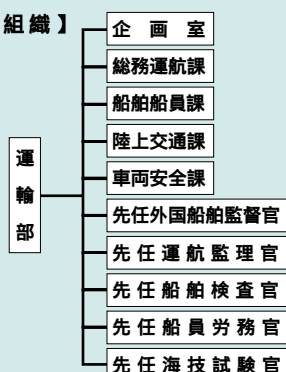 組織】
企画室
総務運航課
船舶船員課
陸上交通課
車両安全課
運輸部
先任外国船舶監督官
先任運航監理官
先任船舶検査官
先任船員労務官
先任海技試験官